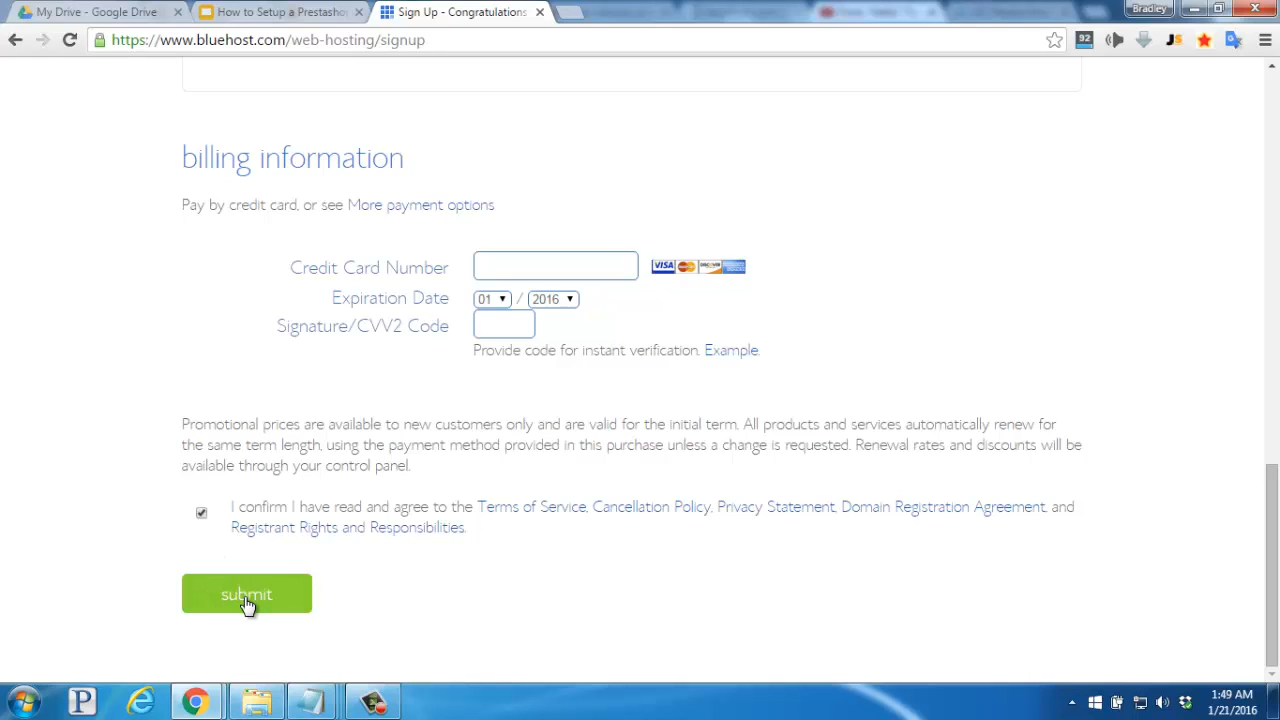 My Drive - Google Drive
How to Setup a Prestashop
Sign Up - Congratulations
Bradley
https://www.bluehost.com/web-hosting/signup
92
JS
billing information
Pay by credit card, or see More payment options
Credit Card Number
VISA
Expiration Date 01 / 2016
Signature/CVV2 Code
Provide code for instant verification. Example.
Promotional prices are available to new customers only and are valid for the initial term. All products and services automatically renew for
the same term length, using the payment method provided in this purchase unless a change is requested. Renewal rates and discounts will be
available through your control panel.
I confirm I have read and agree to the Terms of Service, Cancellation Policy, Privacy Statement, Domain Registration Agreement, and
Registrant Rights and Responsibilities.
submit
P
1:49 AM
1/21/2016